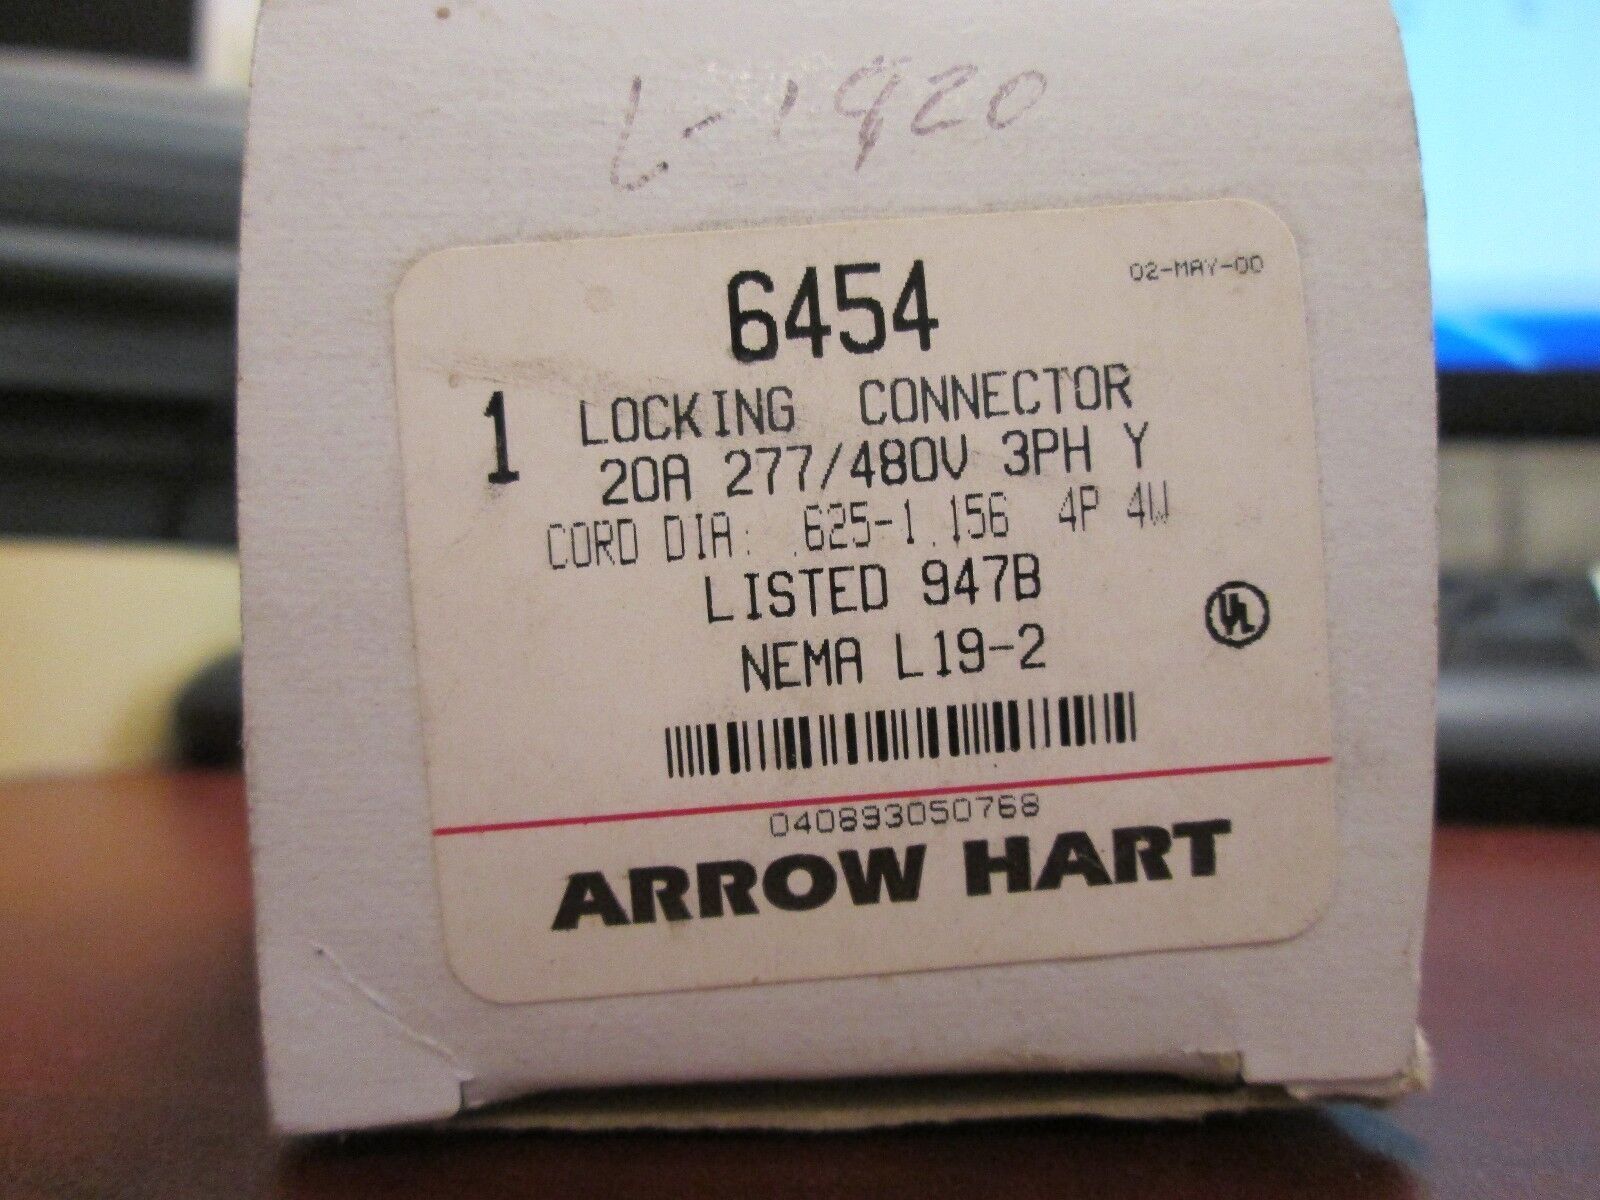 L-1920
6454
02-MAY-00
1 LOCKING CONNECTOR
20A 277/480V 3PH Y
CORD DIA: .625-1.156 4P 4W
LISTED 947B
UL
NEMA L19-2
040893050768
ARROW HART